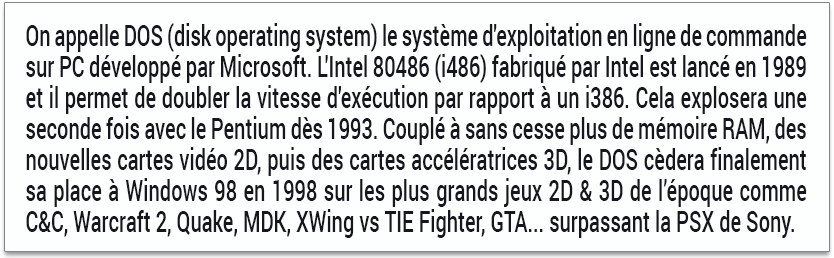 On appelle DOS (disk operating system) le système d'exploitation en ligne de commande
sur PC développé par Microsoft. L'Intel 80486 (i486) fabriqué par Intel est lancé en 1989
et il permet de doubler la vitesse d'exécution par rapport à un i386. Cela explosera une
seconde fois avec le Pentium dès 1993. Couplé à sans cesse plus de mémoire RAM, des
nouvelles cartes vidéo 2D, puis des cartes accélératrices 3D, le DOS cèdera finalement
sa place à Windows 98 en 1998 sur les plus grands jeux 2D & 3D de l'époque comme
C&C, Warcraft 2, Quake, MDK, XWing vs TIE Fighter, GTA... surpassant la PSX de Sony.